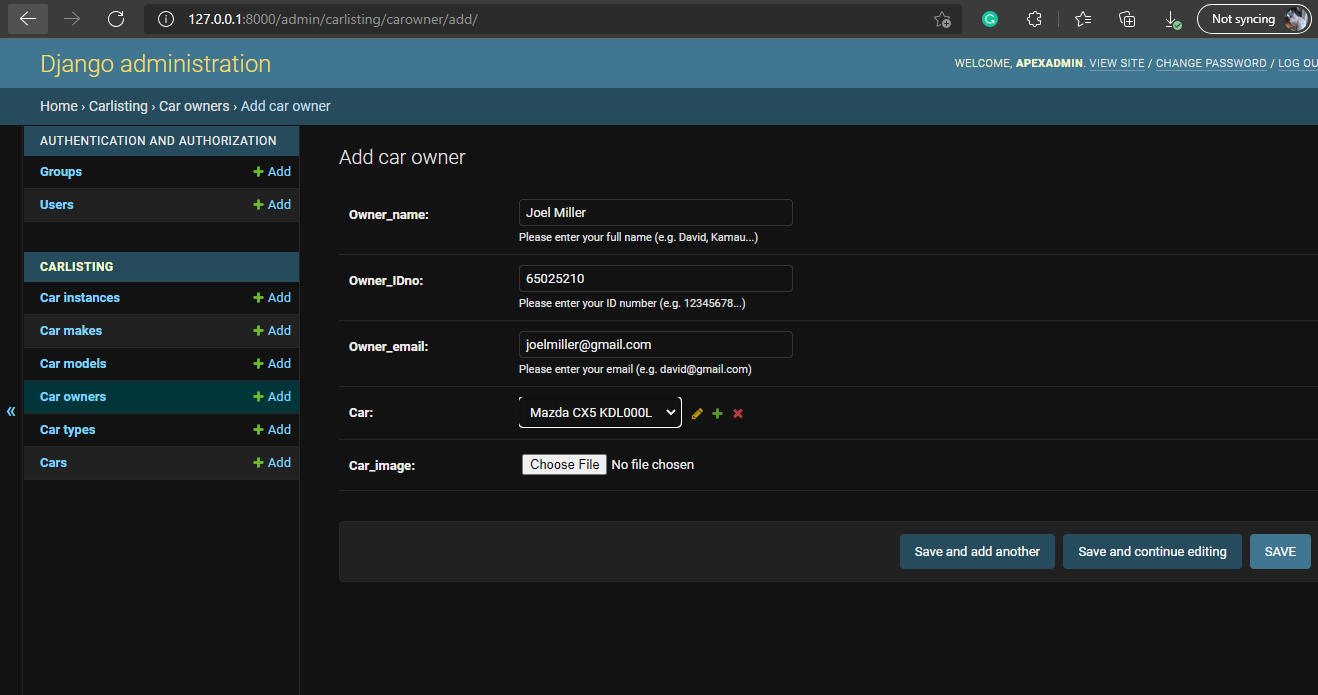 127.0.0.1:8000/admin/carlisting/carowner/add/
Not syncing
Django administration
WELCOME, APEXADMIN. VIEW SITE / CHANGE PASSWORD / LOG OU
Home › Carlisting › Car owners › Add car owner
AUTHENTICATION AND AUTHORIZATION
Groups + Add
Users + Add
CARLISTING
Car instances + Add
Car makes + Add
Car models + Add
Car owners + Add
Car types + Add
Cars + Add
«
Add car owner
Owner_name: Joel Miller
Please enter your full name (e.g. David, Kamau...)
Owner_IDno: 65025210
Please enter your ID number (e.g. 12345678...)
Owner_email: joelmiller@gmail.com
Please enter your email (e.g. david@gmail.com)
Car: Mazda CX5 KDL000L
Car_image: Choose File No file chosen
Save and add another Save and continue editing SAVE